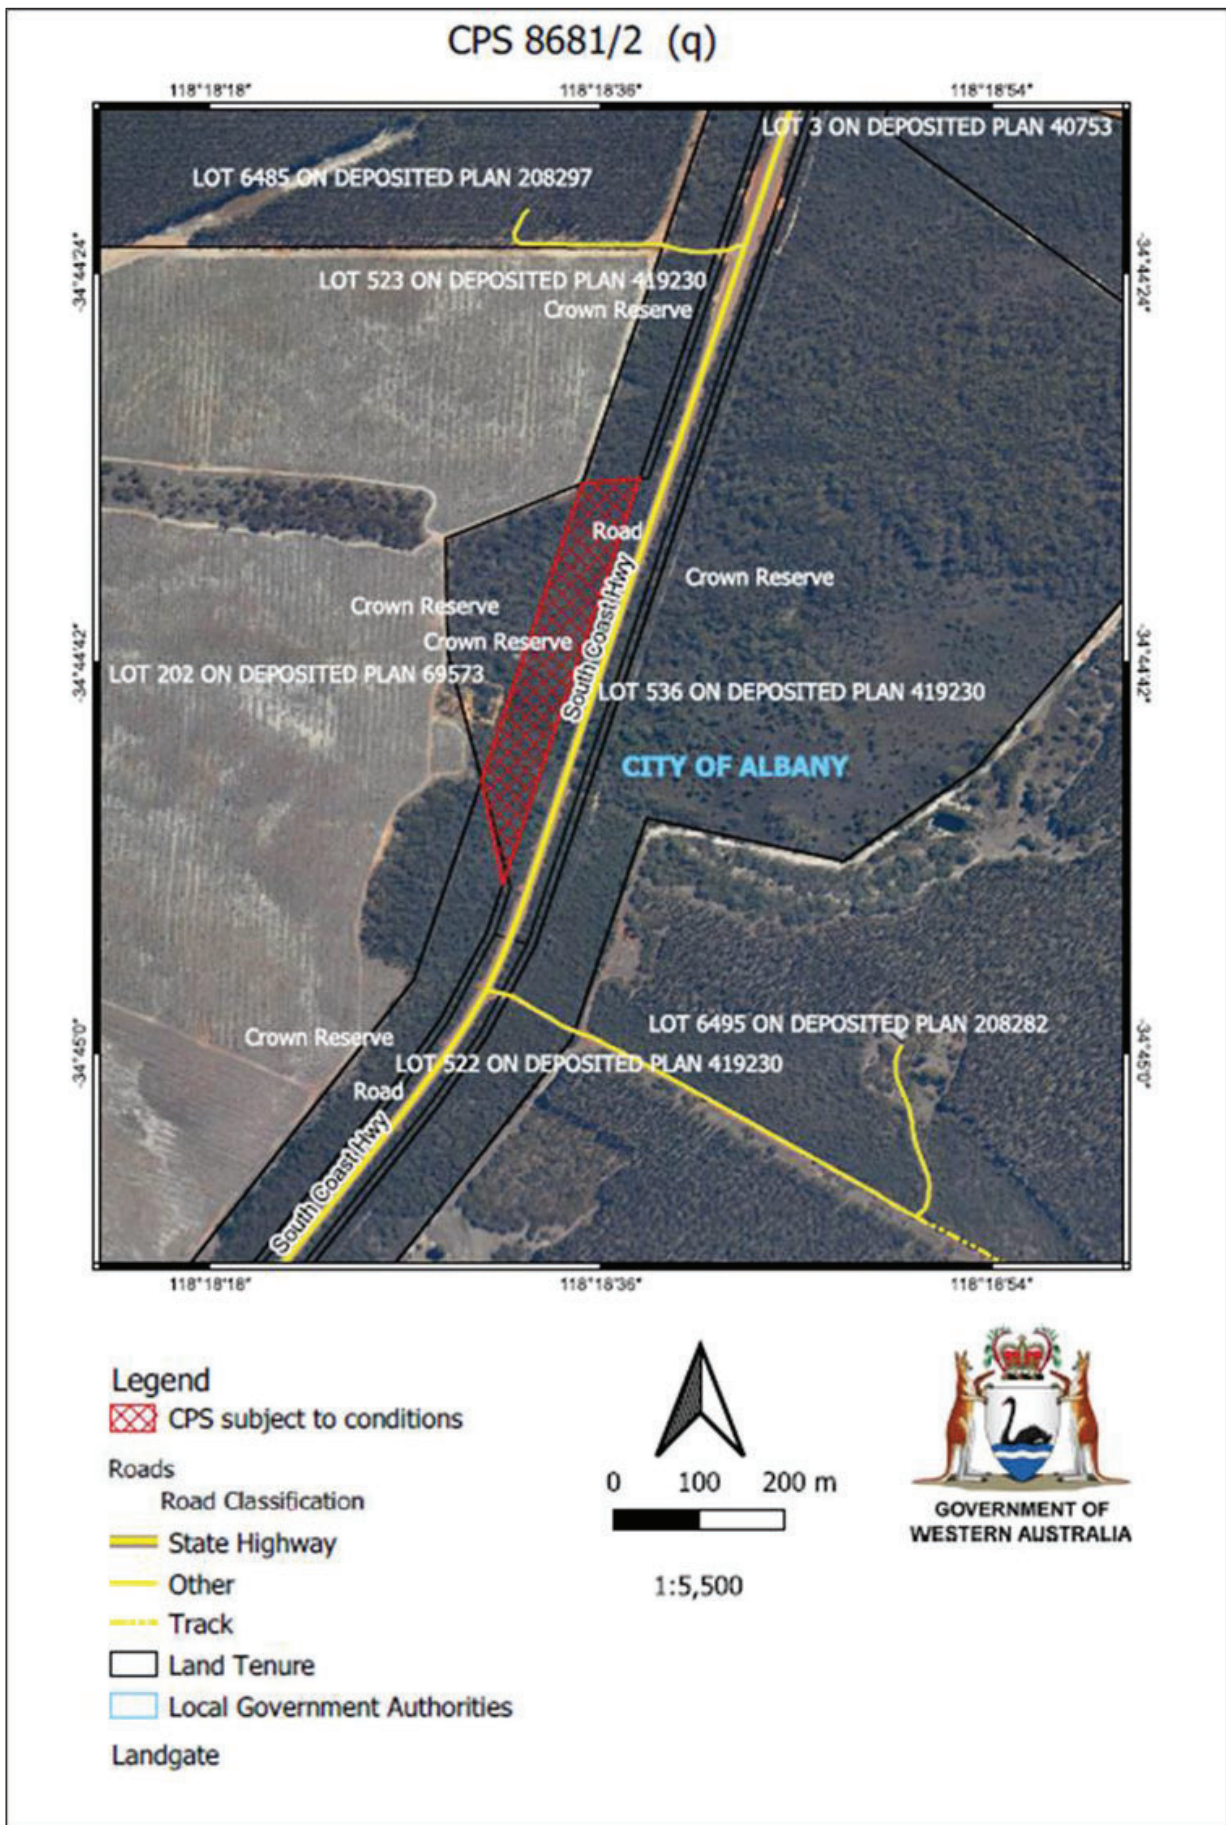 CPS 8681/2 (q)
118°18'18" 118°18'36" 118°18'54"
LOT 3 ON DEPOSITED PLAN 40753
LOT 6485 ON DEPOSITED PLAN 208297
-34°44'24" -34°44'24"
LOT 523 ON DEPOSITED PLAN 419230
Crown Reserve
Road
South Coast Hwy
Crown Reserve
Crown Reserve
Crown Reserve
-34°44'42" -34°44'42"
LOT 202 ON DEPOSITED PLAN 69573
LOT 536 ON DEPOSITED PLAN 419230
CITY OF ALBANY
LOT 6495 ON DEPOSITED PLAN 208282
Crown Reserve
-34°45'0" -34°45'0"
LOT 522 ON DEPOSITED PLAN 419230
Road
South Coast Hwy
118°18'18" 118°18'36" 118°18'54"
Legend
CPS subject to conditions
Roads
Road Classification
State Highway
Other
Track
Land Tenure
Local Government Authorities
Landgate
0 100 200 m
1:5,500
GOVERNMENT OF
WESTERN AUSTRALIA